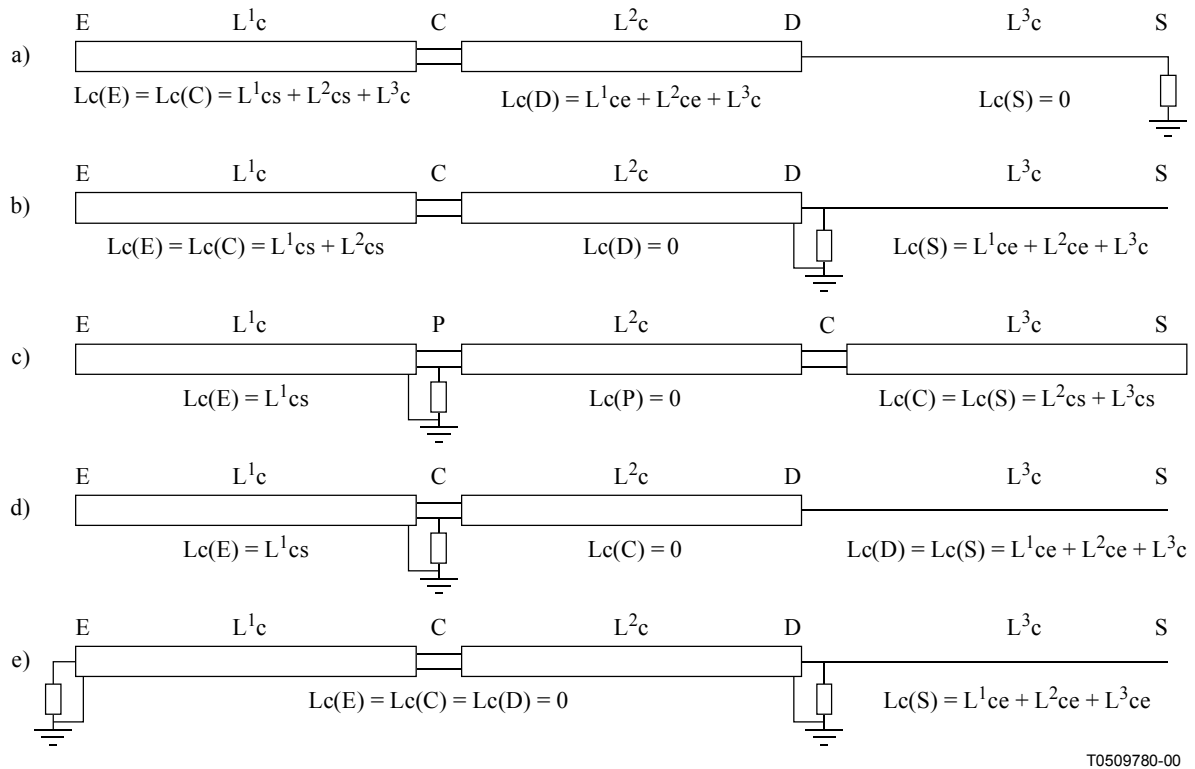 E L¹c C L²c D L³c S
a)
Lc(E) = Lc(C) = L¹cs + L²cs + L³c Lc(D) = L¹ce + L²ce + L³c Lc(S) = 0
E L¹c C L²c D L³c S
b)
Lc(E) = Lc(C) = L¹cs + L²cs Lc(D) = 0 Lc(S) = L¹ce + L²ce + L³c
E L¹c P L²c C L³c S
c)
Lc(E) = L¹cs Lc(P) = 0 Lc(C) = Lc(S) = L²cs + L³cs
E L¹c C L²c D L³c S
d)
Lc(E) = L¹cs Lc(C) = 0 Lc(D) = Lc(S) = L¹ce + L²ce + L³c
E L¹c C L²c D L³c S
e)
Lc(E) = Lc(C) = Lc(D) = 0 Lc(S) = L¹ce + L²ce + L³ce
T0509780-00